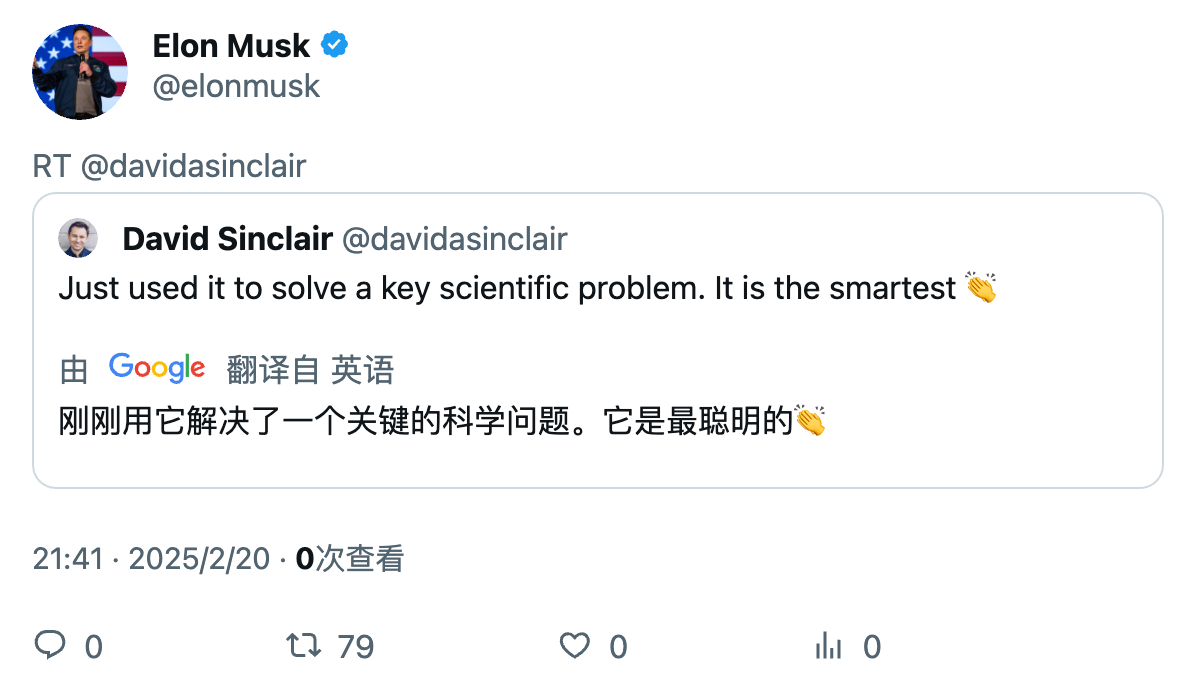 Elon Musk
@elonmusk
RT @davidasinclair
David Sinclair @davidasinclair
Just used it to solve a key scientific problem. It is the smartest 👏
由 Google 翻译自 英语
刚刚用它解决了一个关键的科学问题。它是最聪明的👏
21:41 · 2025/2/20 · 0次查看
0 79 0 0